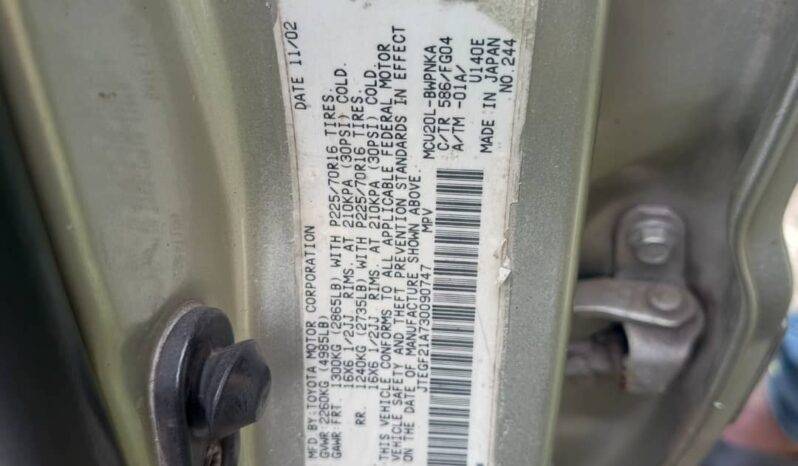 MFD BY:TOYOTA MOTOR CORPORATION DATE 11/02
GVWR:2260KG (4985LB)
GAWR: FRT. 1300KG (2865LB) WITH P225/70R16 TIRES.
16X6 1/2JJ RIMS. AT 210KPA (30PSI) COLD.
RR. 1240KG (2735LB) WITH P225/70R16 TIRES.
16X6 1/2JJ RIMS. AT 210KPA (30PSI) COLD.
THIS VEHICLE CONFORMS TO ALL APPLICABLE FEDERAL MOTOR
VEHICLE SAFETY AND THEFT PREVENTION STANDARDS IN EFFECT
ON THE DATE OF MANUFACTURE SHOWN ABOVE.
JTEGF21A730090747 MPV
MCU20L-BWPNKA
C/TR 586/FG04
A/TM -01A/ U140E
MADE IN JAPAN
NO.244